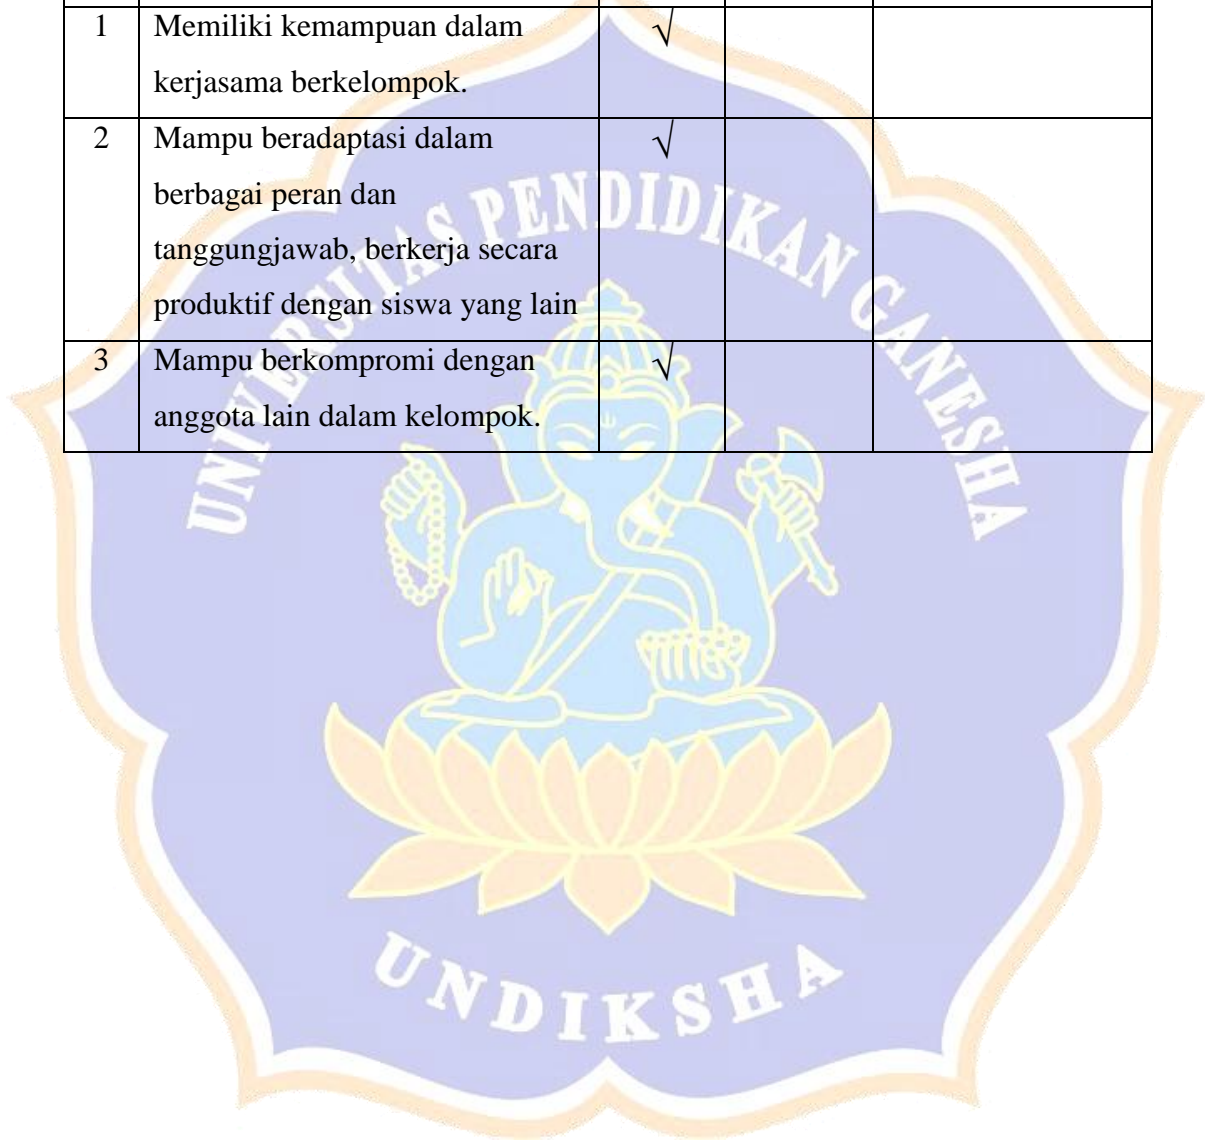 1 Memiliki kemampuan dalam √
kerjasama berkelompok.
2 Mampu beradaptasi dalam √
berbagai peran dan
tanggungjawab, berkerja secara
produktif dengan siswa yang lain
3 Mampu berkompromi dengan √
anggota lain dalam kelompok.
UNIVERSITAS PENDIDIKAN GANESHA
UNDIKSHA